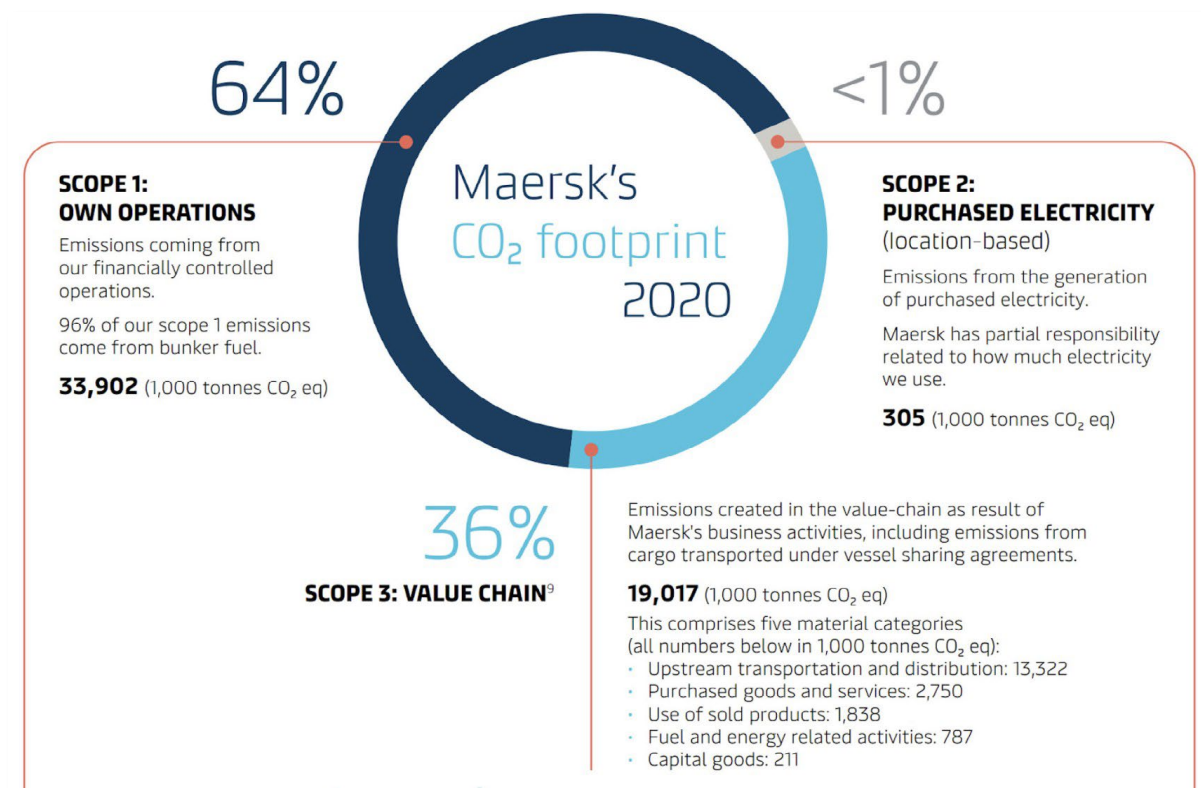 64%
<1%
Maersk's
CO₂ footprint
2020
SCOPE 1:
OWN OPERATIONS
Emissions coming from
our financially controlled
operations.
96% of our scope 1 emissions
come from bunker fuel.
33,902 (1,000 tonnes CO₂ eq)
SCOPE 2:
PURCHASED ELECTRICITY
(location-based)
Emissions from the generation
of purchased electricity.
Maersk has partial responsibility
related to how much electricity
we use.
305 (1,000 tonnes CO₂ eq)
36%
SCOPE 3: VALUE CHAIN⁹
Emissions created in the value-chain as result of
Maersk's business activities, including emissions from
cargo transported under vessel sharing agreements.
19,017 (1,000 tonnes CO₂ eq)
This comprises five material categories
(all numbers below in 1,000 tonnes CO₂ eq):
• Upstream transportation and distribution: 13,322
• Purchased goods and services: 2,750
• Use of sold products: 1,838
• Fuel and energy related activities: 787
• Capital goods: 211